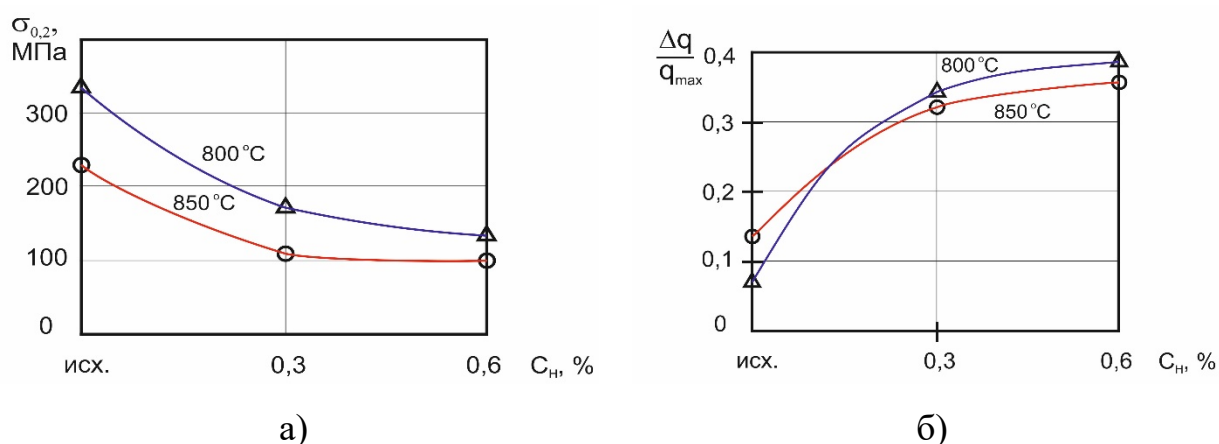 σ0,2,
МПа
300
200
100
0
800°C
850°C
исх.
0,3
0,6
CН, %
а)
Δq
qmax
0,4
0,3
0,2
0,1
0
800°C
850°C
исх.
0,3
0,6
CН, %
б)